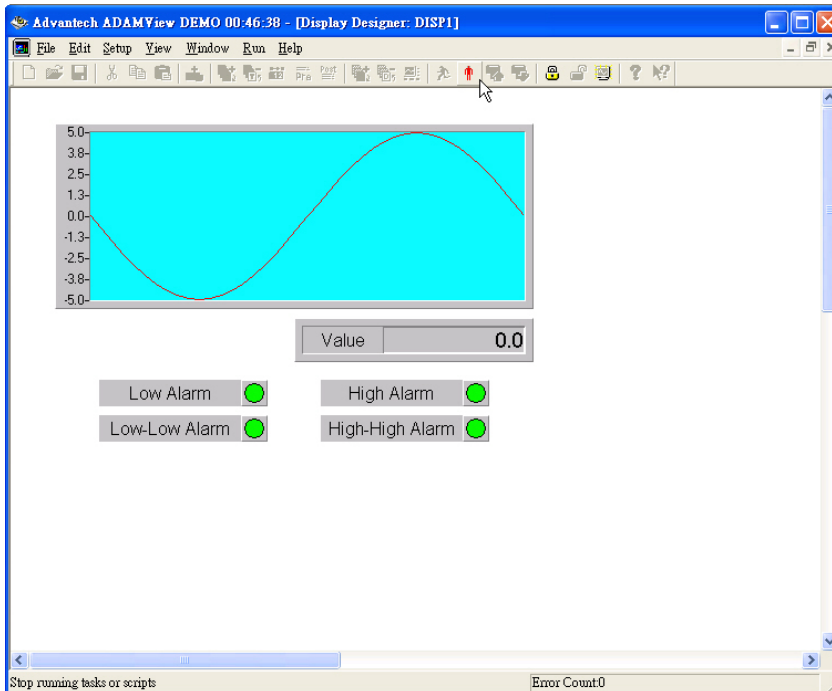 Advantech ADAMView DEMO 00:46:38 - [Display Designer: DISP1]
File Edit Setup View Window Run Help
5.0
3.8
2.5
1.3
0.0
-1.3
-2.5
-3.8
-5.0
Value 0.0
Low Alarm High Alarm
Low-Low Alarm High-High Alarm
Stop running tasks or scripts Error Count:0